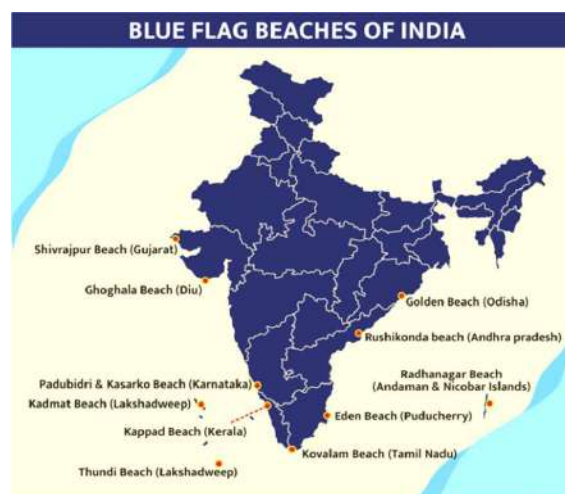 BLUE FLAG BEACHES OF INDIA
Shivrajpur Beach (Gujarat)
Ghoghala Beach (Diu)
Golden Beach (Odisha)
Rushikonda beach (Andhra pradesh)
Radhanagar Beach
(Andaman & Nicobar Islands)
Padubidri & Kasarko Beach (Karnataka)
Kadmat Beach (Lakshadweep)
Eden Beach (Puducherry)
Kappad Beach (Kerala)
Kovalam Beach (Tamil Nadu)
Thundi Beach (Lakshadweep)